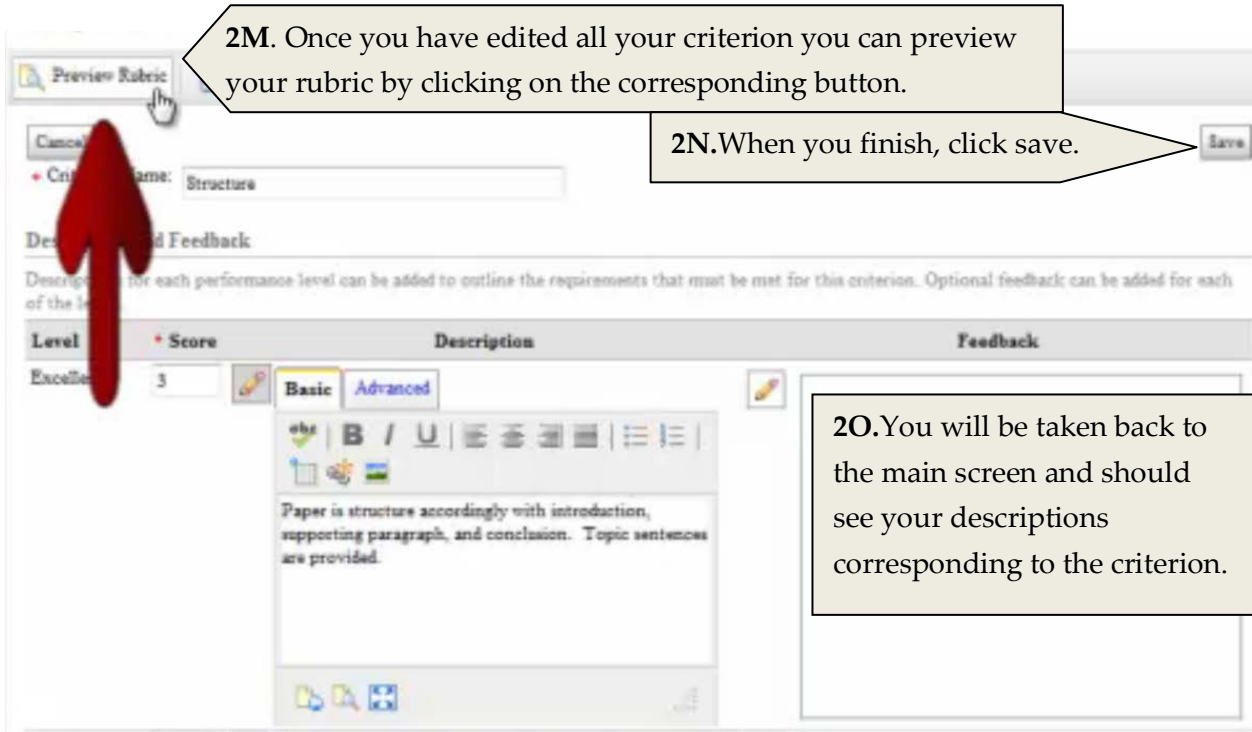 2M. Once you have edited all your criterion you can preview
your rubric by clicking on the corresponding button.
Preview Rubric
2N.When you finish, click save.
Save
Structure
Feedback
for each performance level can be added to outline the requirements that must be met for this criterion. Optional feedback can be added for each
of the
Level * Score Description Feedback
3
Basic Advanced
abc B I U
Paper is structure accordingly with introduction,
supporting paragraph, and conclusion. Topic sentences
are provided.
2O.You will be taken back to
the main screen and should
see your descriptions
corresponding to the criterion.